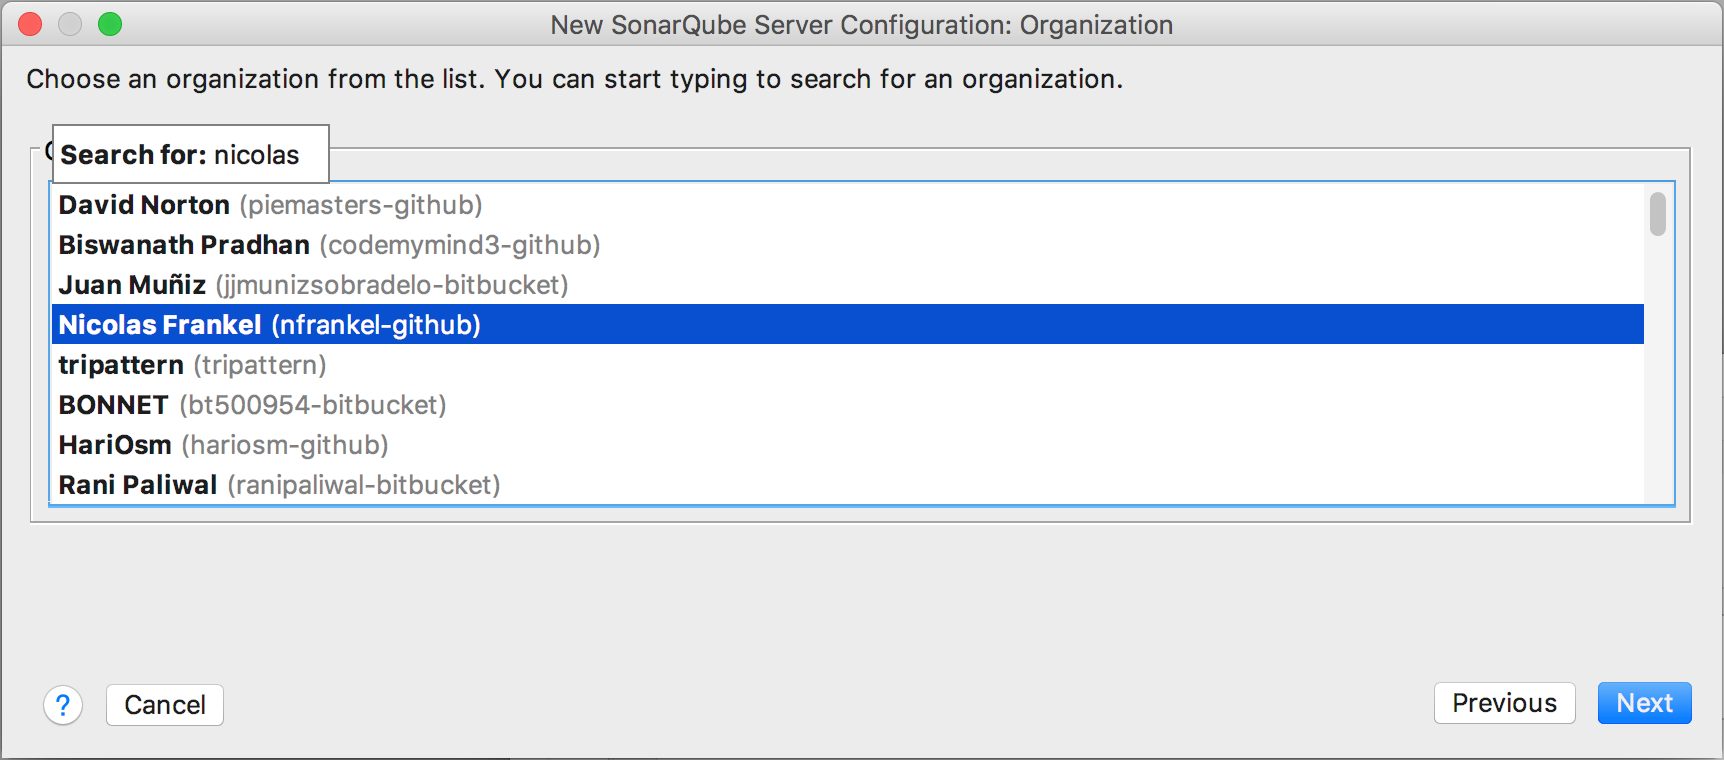 New SonarQube Server Configuration: Organization
Choose an organization from the list. You can start typing to search for an organization.
Search for: nicolas
David Norton (piemasters-github)
Biswanath Pradhan (codemymind3-github)
Juan Muñiz (jjmunizsobradelo-bitbucket)
Nicolas Frankel (nfrankel-github)
tripattern (tripattern)
BONNET (bt500954-bitbucket)
HariOsm (hariosm-github)
Rani Paliwal (ranipaliwal-bitbucket)
? Cancel Previous Next